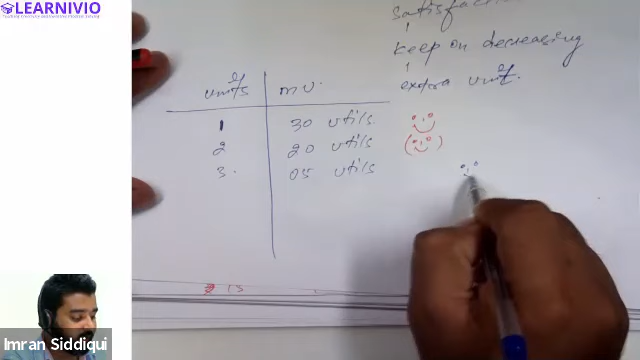 LEARNIVIO
Satisfaction
keep on decreasing
extra unit.
units MU.
1 30 utils
2 20 utils
3. 05 utils
Imran Siddiqui